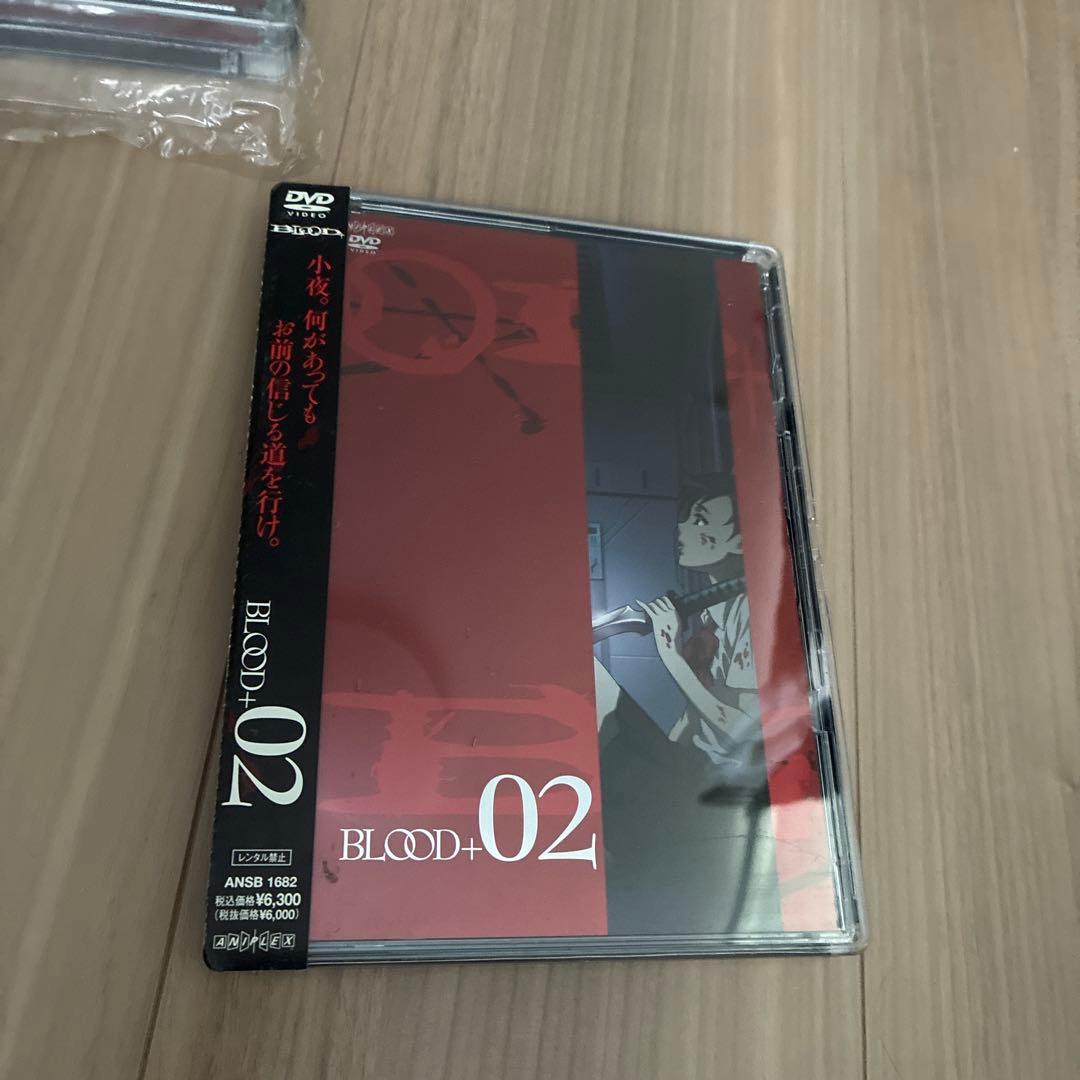 DVD
VIDEO
BLOOD+
小夜。何があっても
お前の信じる道を行け。
BLOOD+02
レンタル禁止
ANSB 1682
税込価格¥6,300
(税抜価格¥6,000)
ANIPLEX
ANIPLEX
DVD
VIDEO
BLOOD+02